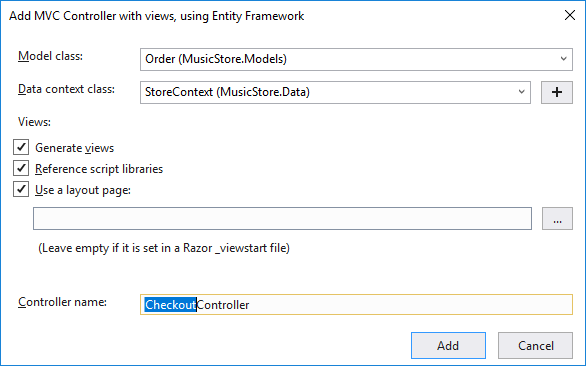 Add MVC Controller with views, using Entity Framework
Model class: Order (MusicStore.Models)
Data context class: StoreContext (MusicStore.Data)
Views:
Generate views
Reference script libraries
Use a layout page:
...
(Leave empty if it is set in a Razor _viewstart file)
Controller name: CheckoutController
Add Cancel